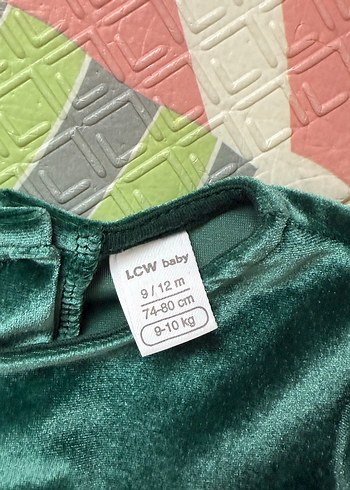 LCW baby
9 / 12 m
74-80 cm
9-10 kg